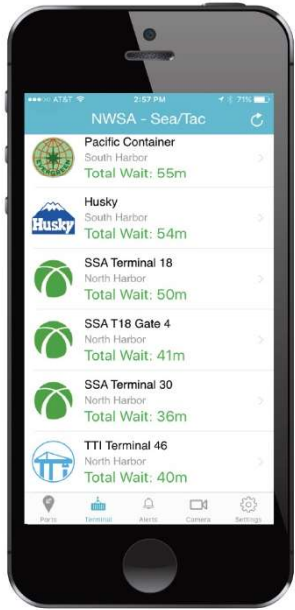 AT&T 2:57 PM 71%
NWSA - Sea/Tac
Pacific Container
South Harbor
Total Wait: 55m
EVERGREEN
Husky
South Harbor
Total Wait: 54m
Husky
SSA Terminal 18
North Harbor
Total Wait: 50m
SSA T18 Gate 4
North Harbor
Total Wait: 41m
SSA Terminal 30
North Harbor
Total Wait: 36m
TTI Terminal 46
North Harbor
Total Wait: 40m
TTI
Ports Terminal Alerts Camera Settings